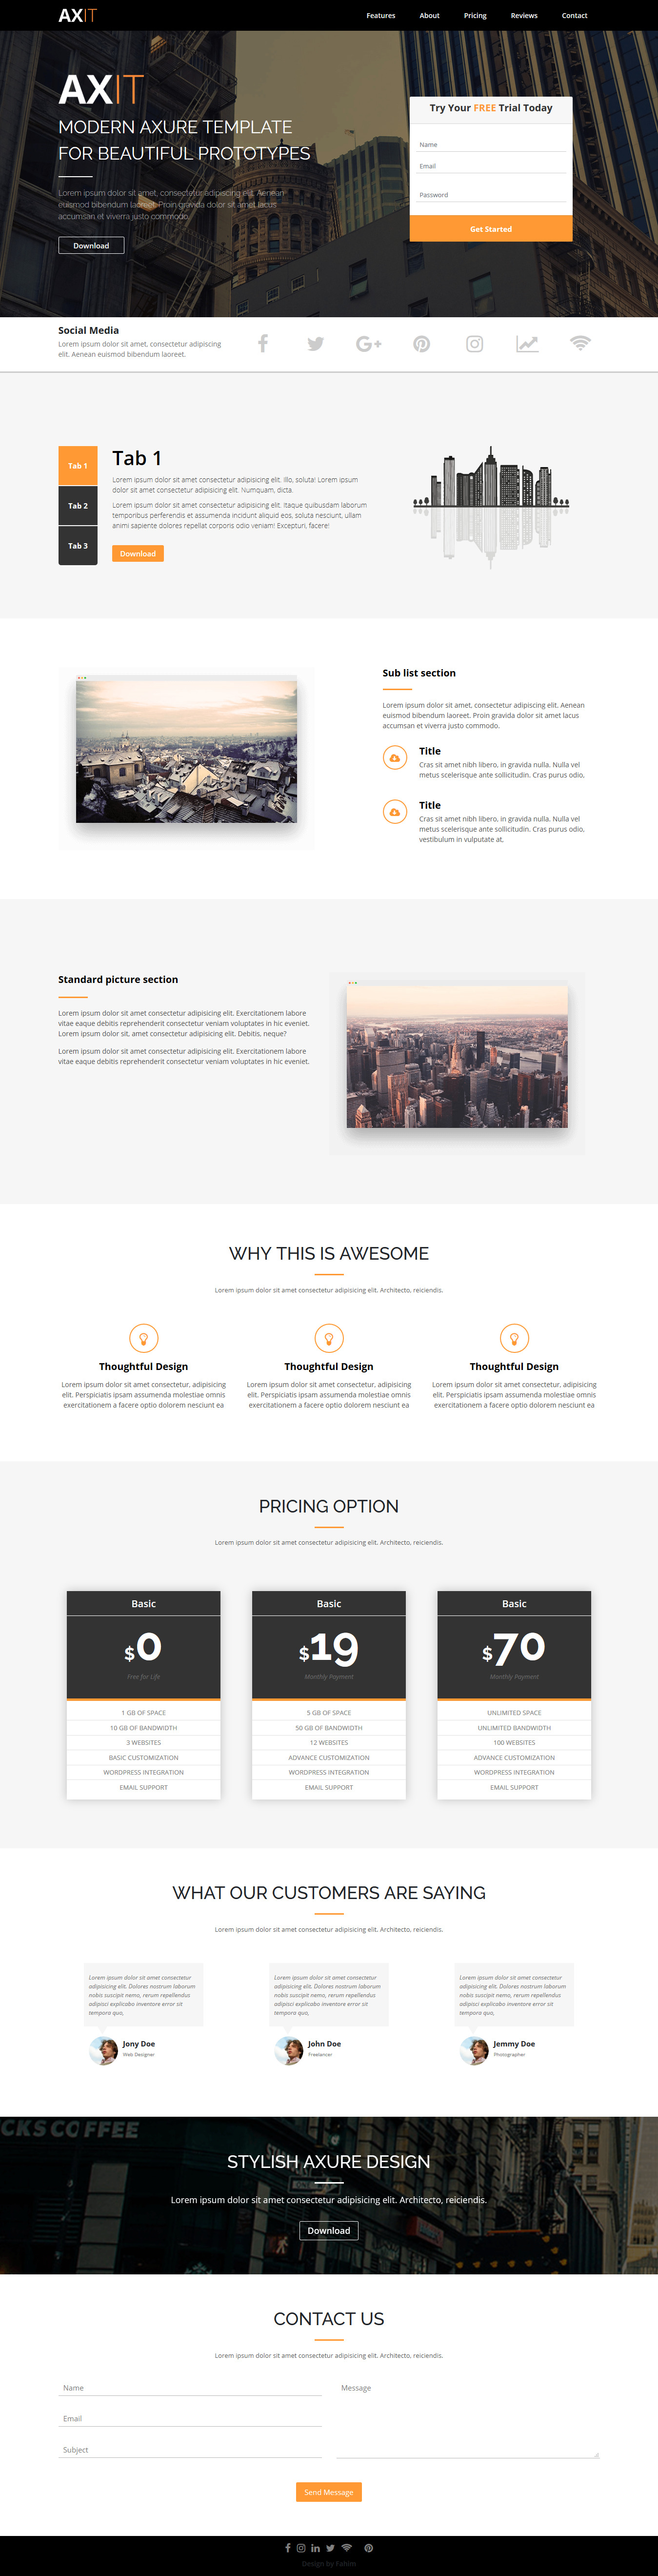 AXIT
Features About Pricing Reviews Contact
AXIT
MODERN AXURE TEMPLATE
FOR BEAUTIFUL PROTOTYPES
Lorem ipsum dolor sit amet, consectetur adipiscing elit. Aenean
euismod bibendum laoreet. Proin gravida dolor sit amet lacus
accumsan et viverra justo commodo.
Download
Try Your FREE Trial Today
Name
Email
Password
Get Started
Social Media
Lorem ipsum dolor sit amet, consectetur adipiscing
elit. Aenean euismod bibendum laoreet.
Tab 1
Tab 2
Tab 3
Tab 1
Lorem ipsum dolor sit amet consectetur adipisicing elit. Illo, soluta! Lorem ipsum
dolor sit amet consectetur adipisicing elit. Numquam, dicta.
Lorem ipsum dolor sit amet consectetur adipisicing elit. Itaque quibusdam laborum
temporibus perferendis et assumenda incidunt aliquid eos, soluta nesciunt, ullam
animi sapiente dolores repellat corporis odio veniam! Excepturi, facere!
Download
Sub list section
Lorem ipsum dolor sit amet, consectetur adipiscing elit. Aenean
euismod bibendum laoreet. Proin gravida dolor sit amet lacus
accumsan et viverra justo commodo.
Title
Cras sit amet nibh libero, in gravida nulla. Nulla vel
metus scelerisque ante sollicitudin. Cras purus odio,
Title
Cras sit amet nibh libero, in gravida nulla. Nulla vel
metus scelerisque ante sollicitudin. Cras purus odio,
vestibulum in vulputate at.
Standard picture section
Lorem ipsum dolor sit amet consectetur adipisicing elit. Exercitationem labore
vitae eaque debitis reprehenderit consectetur veniam voluptates in hic eveniet.
Lorem ipsum dolor sit, amet consectetur adipisicing elit. Debitis, neque?
Lorem ipsum dolor sit amet consectetur adipisicing elit. Exercitationem labore
vitae eaque debitis reprehenderit consectetur veniam voluptates in hic eveniet.
WHY THIS IS AWESOME
Lorem ipsum dolor sit amet consectetur adipisicing elit. Architecto, reiciendis.
Thoughtful Design
Lorem ipsum dolor sit amet consectetur, adipisicing
elit. Perspiciatis ipsam assumenda molestiae omnis
exercitationem a facere optio dolorem nesciunt ea
Thoughtful Design
Lorem ipsum dolor sit amet consectetur, adipisicing
elit. Perspiciatis ipsam assumenda molestiae omnis
exercitationem a facere optio dolorem nesciunt ea
Thoughtful Design
Lorem ipsum dolor sit amet consectetur, adipisicing
elit. Perspiciatis ipsam assumenda molestiae omnis
exercitationem a facere optio dolorem nesciunt ea
PRICING OPTION
Lorem ipsum dolor sit amet consectetur adipisicing elit. Architecto, reiciendis.
Basic
$0
Free for Life
1 GB OF SPACE
10 GB OF BANDWIDTH
3 WEBSITES
BASIC CUSTOMIZATION
WORDPRESS INTEGRATION
EMAIL SUPPORT
Basic
$19
Monthly Payment
5 GB OF SPACE
50 GB OF BANDWIDTH
12 WEBSITES
ADVANCE CUSTOMIZATION
WORDPRESS INTEGRATION
EMAIL SUPPORT
Basic
$70
Monthly Payment
UNLIMITED SPACE
UNLIMITED BANDWIDTH
100 WEBSITES
ADVANCE CUSTOMIZATION
WORDPRESS INTEGRATION
EMAIL SUPPORT
WHAT OUR CUSTOMERS ARE SAYING
Lorem ipsum dolor sit amet consectetur adipisicing elit. Architecto, reiciendis.
Lorem ipsum dolor sit amet consectetur
adipisicing elit. Dolores nostrum laborum
nobis suscipit nemo, rerum repellendus
adipisci explicabo inventore error sit
tempora quo,
Jony Doe
Web Designer
Lorem ipsum dolor sit amet consectetur
adipisicing elit. Dolores nostrum laborum
nobis suscipit nemo, rerum repellendus
adipisci explicabo inventore error sit
tempora quo,
John Doe
Freelancer
Lorem ipsum dolor sit amet consectetur
adipisicing elit. Dolores nostrum laborum
nobis suscipit nemo, rerum repellendus
adipisci explicabo inventore error sit
tempora quo,
Jemmy Doe
Photographer
CKS COFFEE
STYLISH AXURE DESIGN
Lorem ipsum dolor sit amet consectetur adipisicing elit. Architecto, reiciendis.
Download
CONTACT US
Lorem ipsum dolor sit amet consectetur adipisicing elit. Architecto, reiciendis.
Name
Email
Subject
Message
Send Message
Design by Fahim